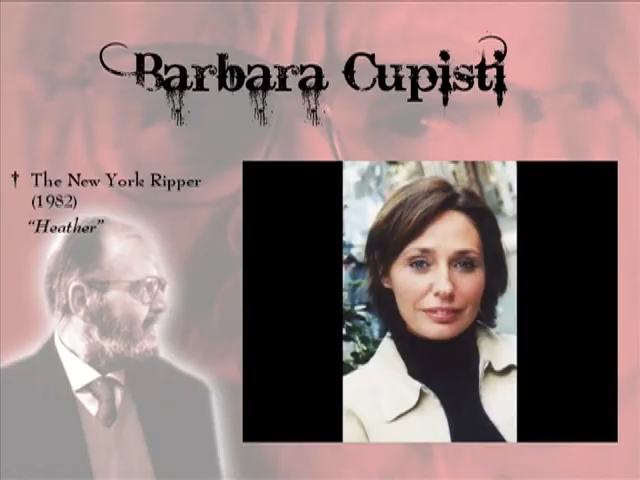 Barbara Cupisti
† The New York Ripper
(1982)
"Heather"